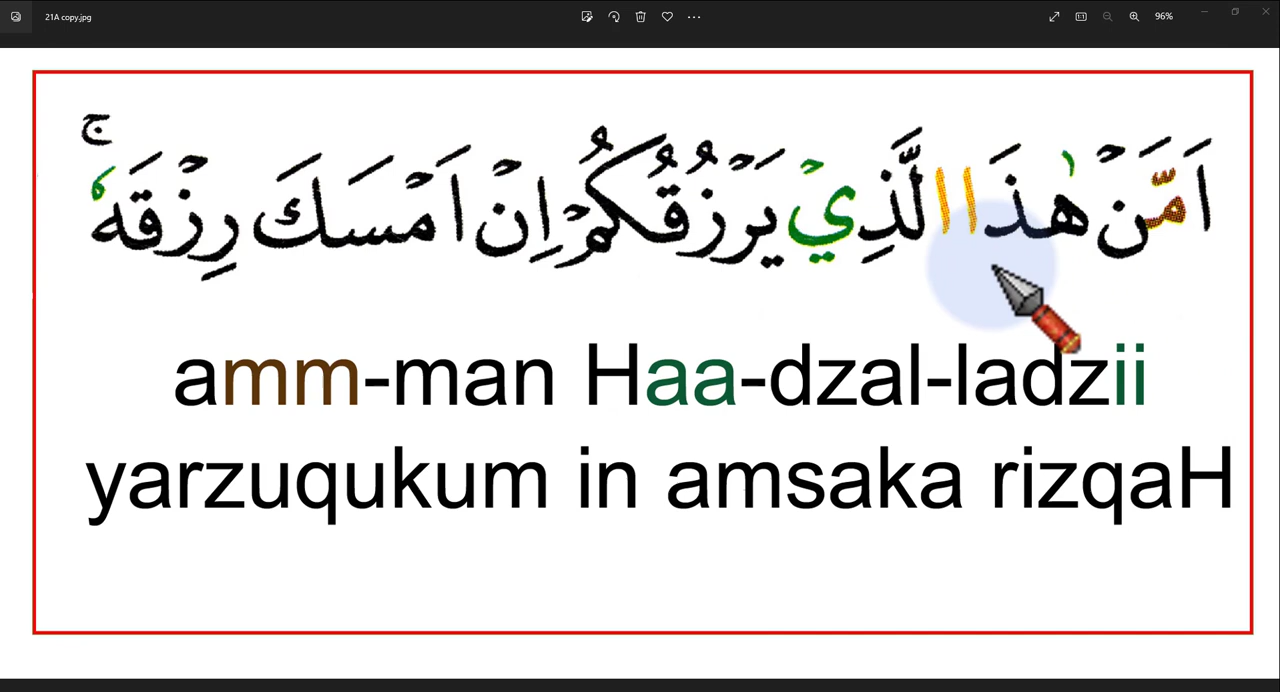 21A copy.jpg
96%
اَمَّنْ هٰذَا الَّذِيْ يَرْزُقُكُمْ اِنْ اَمْسَكَ رِزْقَهٗ ۚ
amm-man Haa-dzal-ladzii
yarzuqukum in amsaka rizqaH